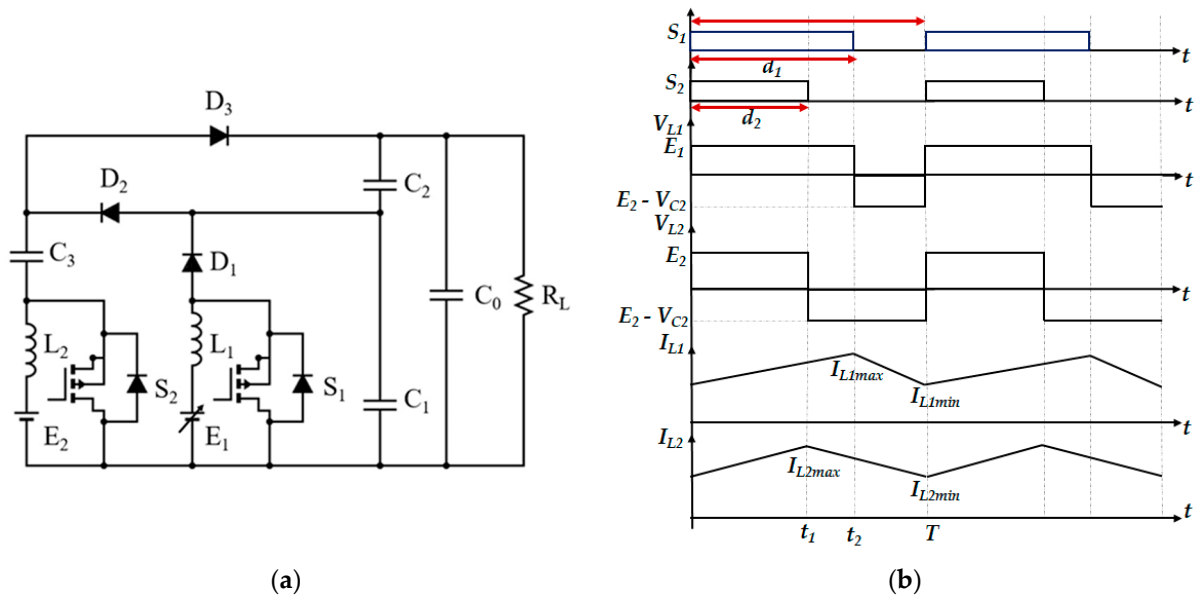 D3
D2
C2
C3
D1
C0
RL
L2
L1
S2
S1
C1
E2
E1
(a)
S1
t
d1
S2
t
d2
VL1
E1
t
E2 - VC2
VL2
E2
t
E2 - VC2
IL1
IL1max
IL1min
t
IL2
IL2max
IL2min
t
t1 t2 T
(b)